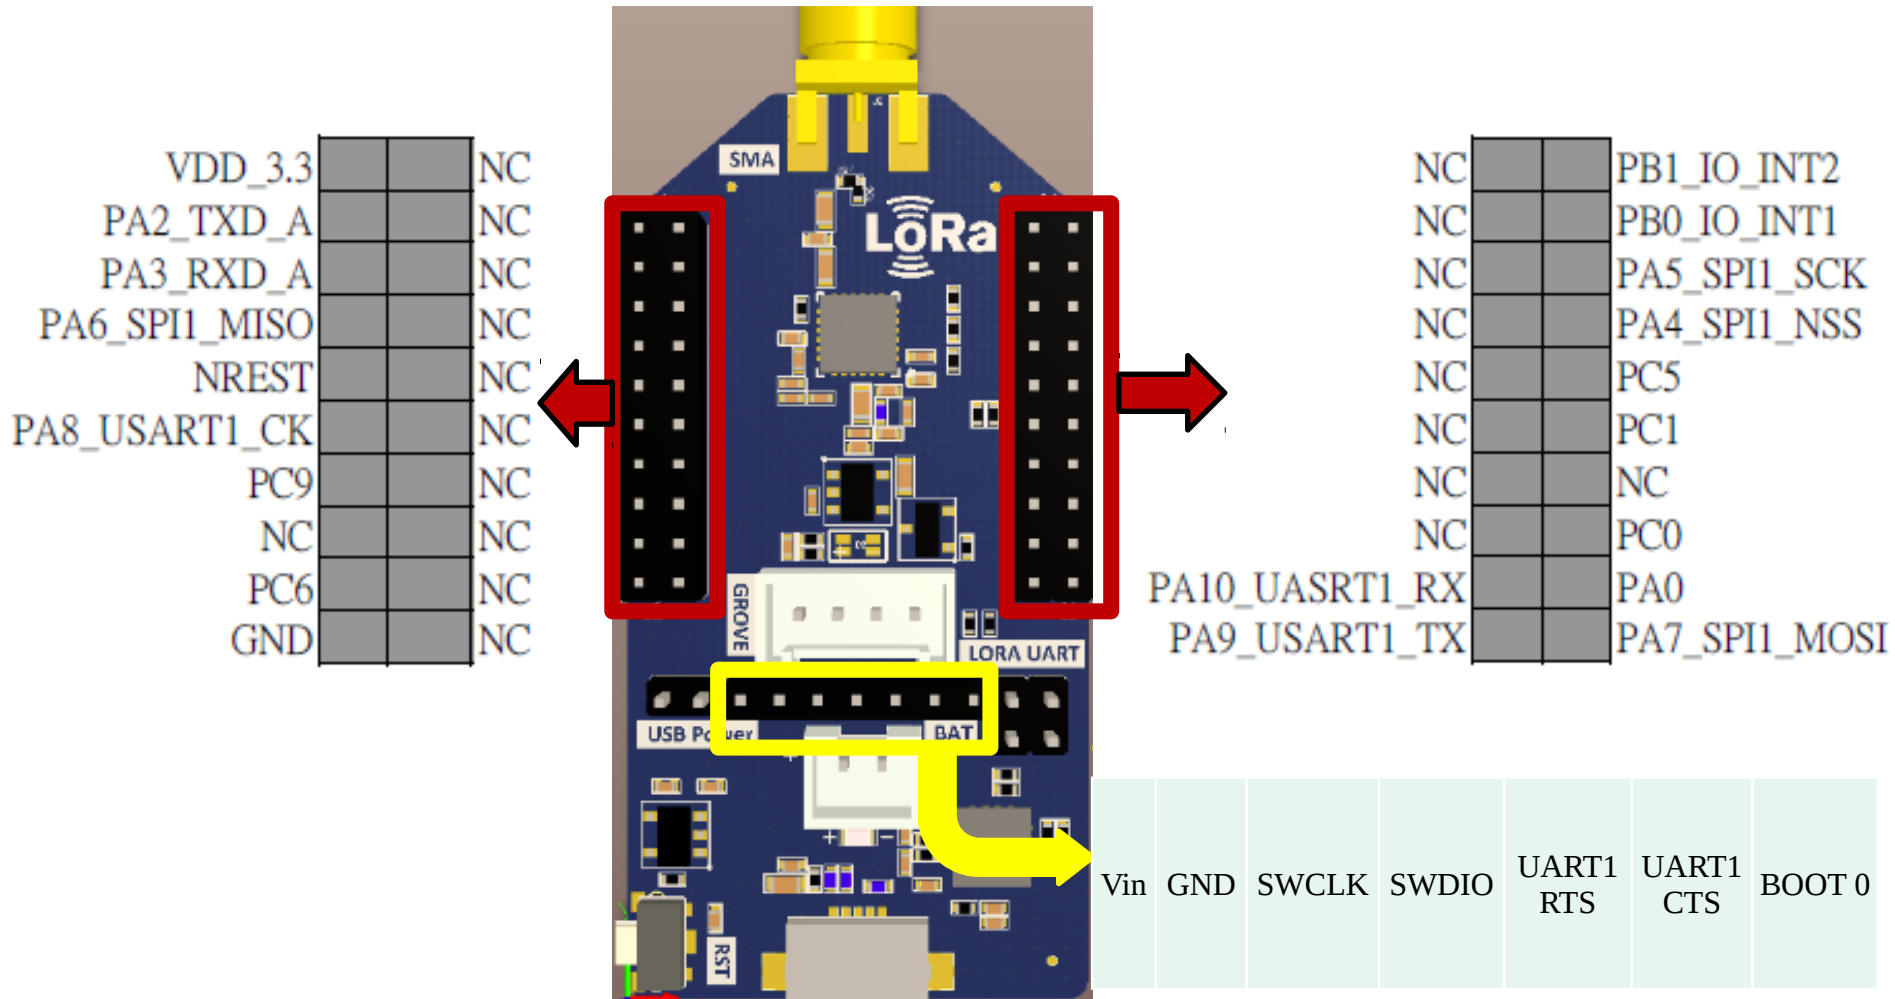 SMA
LoRa
VDD_3.3 NC
PA2_TXD_A NC
PA3_RXD_A NC
PA6_SPI1_MISO NC
NREST NC
PA8_USART1_CK NC
PC9 NC
NC NC
PC6 NC
GND NC
NC PB1_IO_INT2
NC PB0_IO_INT1
NC PA5_SPI1_SCK
NC PA4_SPI1_NSS
NC PC5
NC PC1
NC NC
NC PC0
PA10_UASRT1_RX PA0
PA9_USART1_TX PA7_SPI1_MOSI
GROVE
LORA UART
USB Power
BAT
+
+ −
RST
Vin GND SWCLK SWDIO UART1 RTS UART1 CTS BOOT 0